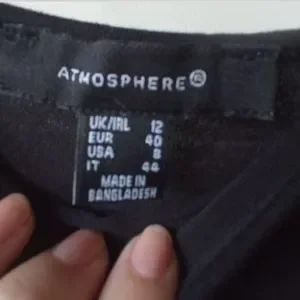 ATMOSPHERE®
UK/IRL 12
EUR 40
USA 8
IT 44
MADE IN
BANGLADESH